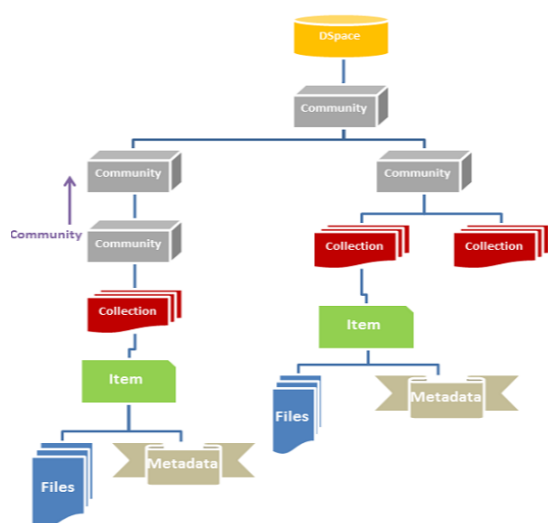 DSpace
Community
Community
Community
Community
Community
Collection
Collection
Collection
Item
Item
Files
Metadata
Files
Metadata